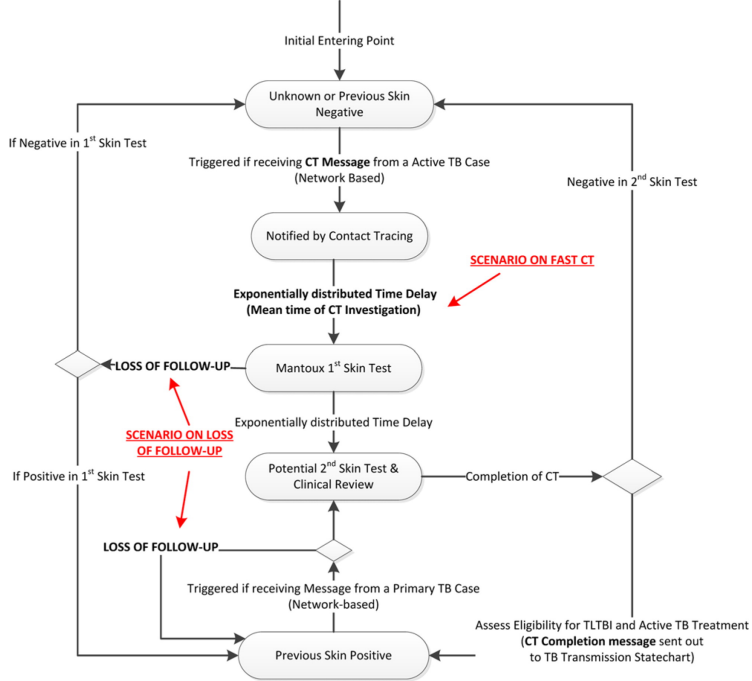 Initial Entering Point
Unknown or Previous Skin
Negative
If Negative in 1st Skin Test
Triggered if receiving CT Message from a Active TB Case
(Network Based)
Negative in 2nd Skin Test
Notified by Contact Tracing
SCENARIO ON FAST CT
Exponentially distributed Time Delay
(Mean time of CT Investigation)
LOSS OF FOLLOW-UP
Mantoux 1st Skin Test
Exponentially distributed Time Delay
SCENARIO ON LOSS
OF FOLLOW-UP
If Positive in 1st Skin Test
Potential 2nd Skin Test &
Clinical Review
Completion of CT
LOSS OF FOLLOW-UP
Triggered if receiving Message from a Primary TB Case
(Network-based)
Assess Eligibility for TLTBI and Active TB Treatment
(CT Completion message sent out
to TB Transmission Statechart)
Previous Skin Positive